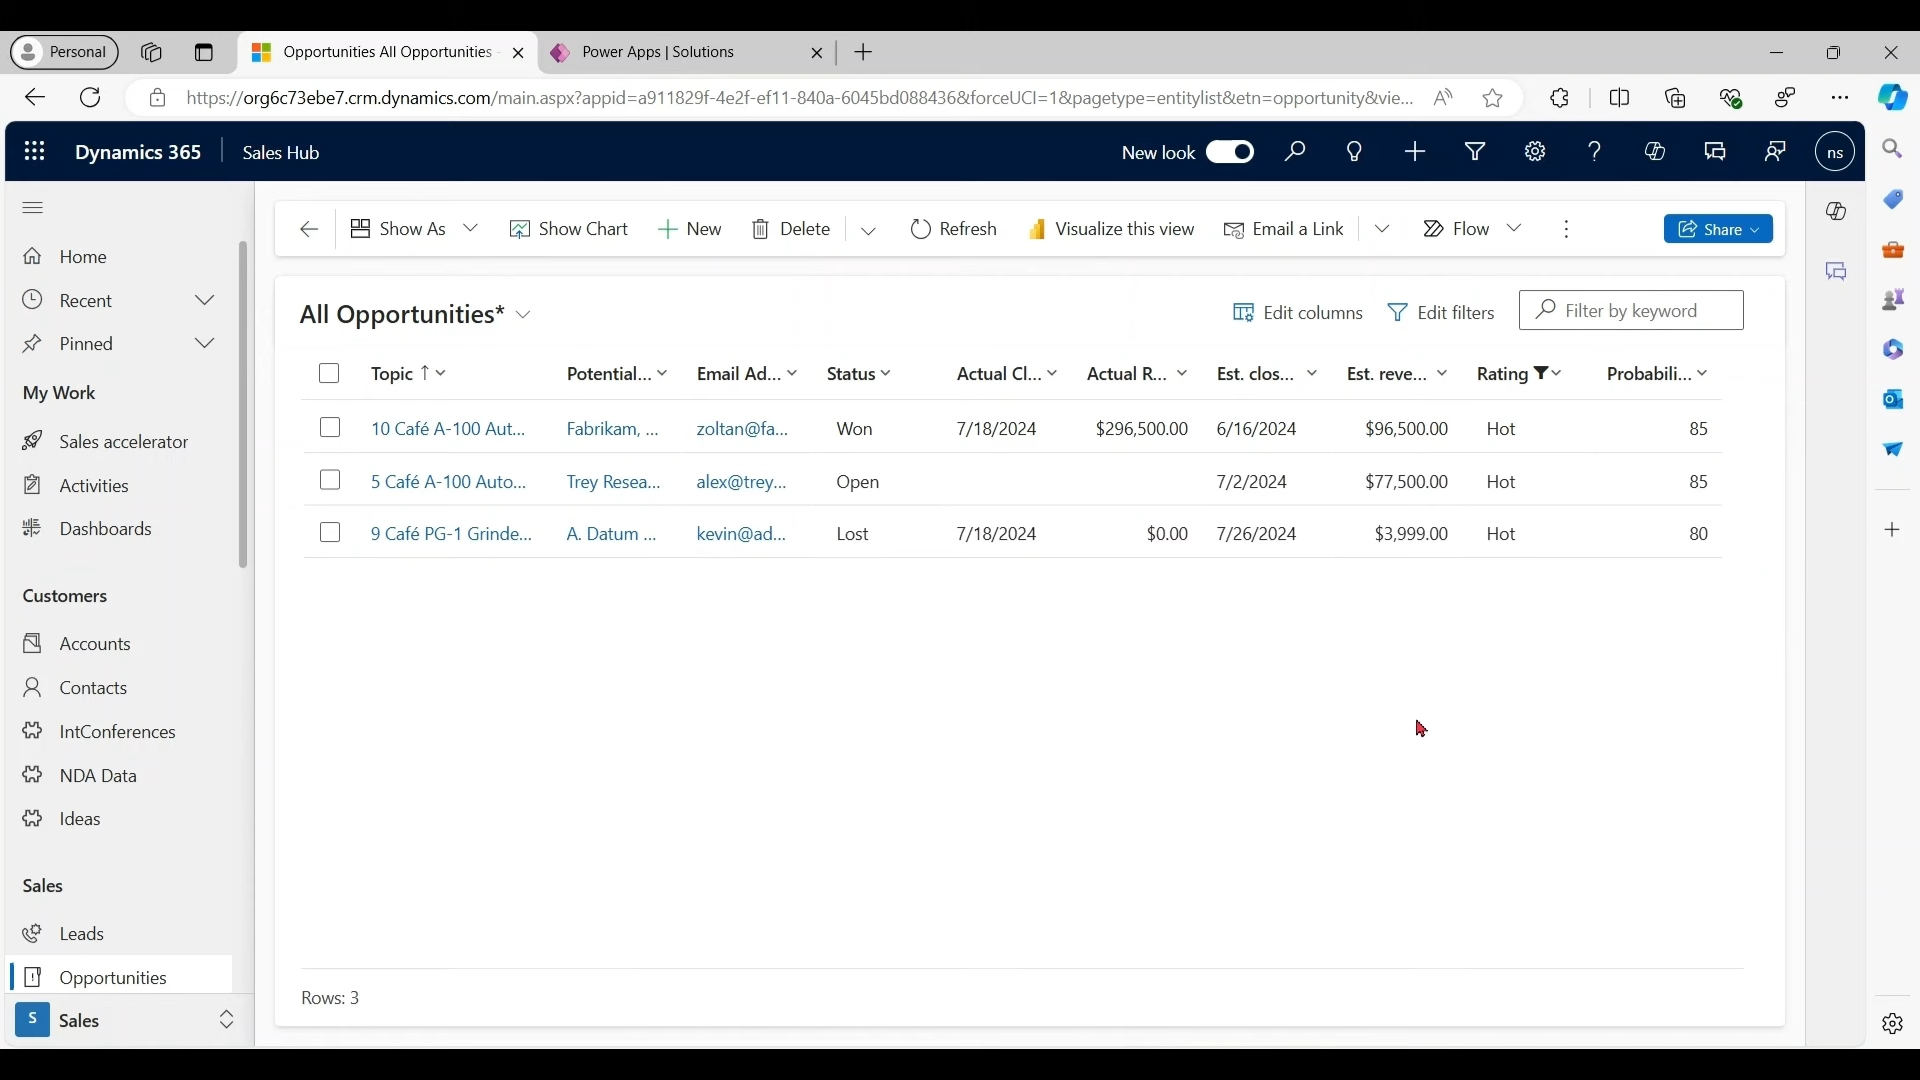 Personal
Opportunities All Opportunities -
Power Apps | Solutions
https://org6c73ebe7.crm.dynamics.com/main.aspx?appid=a911829f-4e2f-ef11-840a-6045bd088436&forceUCI=1&pagetype=entitylist&etn=opportunity&vie...
Dynamics 365
Sales Hub
New look
ns
Show As
Show Chart
New
Delete
Refresh
Visualize this view
Email a Link
Flow
Share
Home
Recent
Pinned
My Work
Sales accelerator
Activities
Dashboards
Customers
Accounts
Contacts
IntConferences
NDA Data
Ideas
Sales
Leads
Opportunities
S Sales
All Opportunities*
Edit columns
Edit filters
Filter by keyword
Topic ↑ Potential... Email Ad... Status Actual Cl... Actual R... Est. clos... Est. reve... Rating Probabili...
10 Café A-100 Aut... Fabrikam, ... zoltan@fa... Won 7/18/2024 $296,500.00 6/16/2024 $96,500.00 Hot 85
5 Café A-100 Auto... Trey Resea... alex@trey... Open 7/2/2024 $77,500.00 Hot 85
9 Café PG-1 Grinde... A. Datum ... kevin@ad... Lost 7/18/2024 $0.00 7/26/2024 $3,999.00 Hot 80
Rows: 3